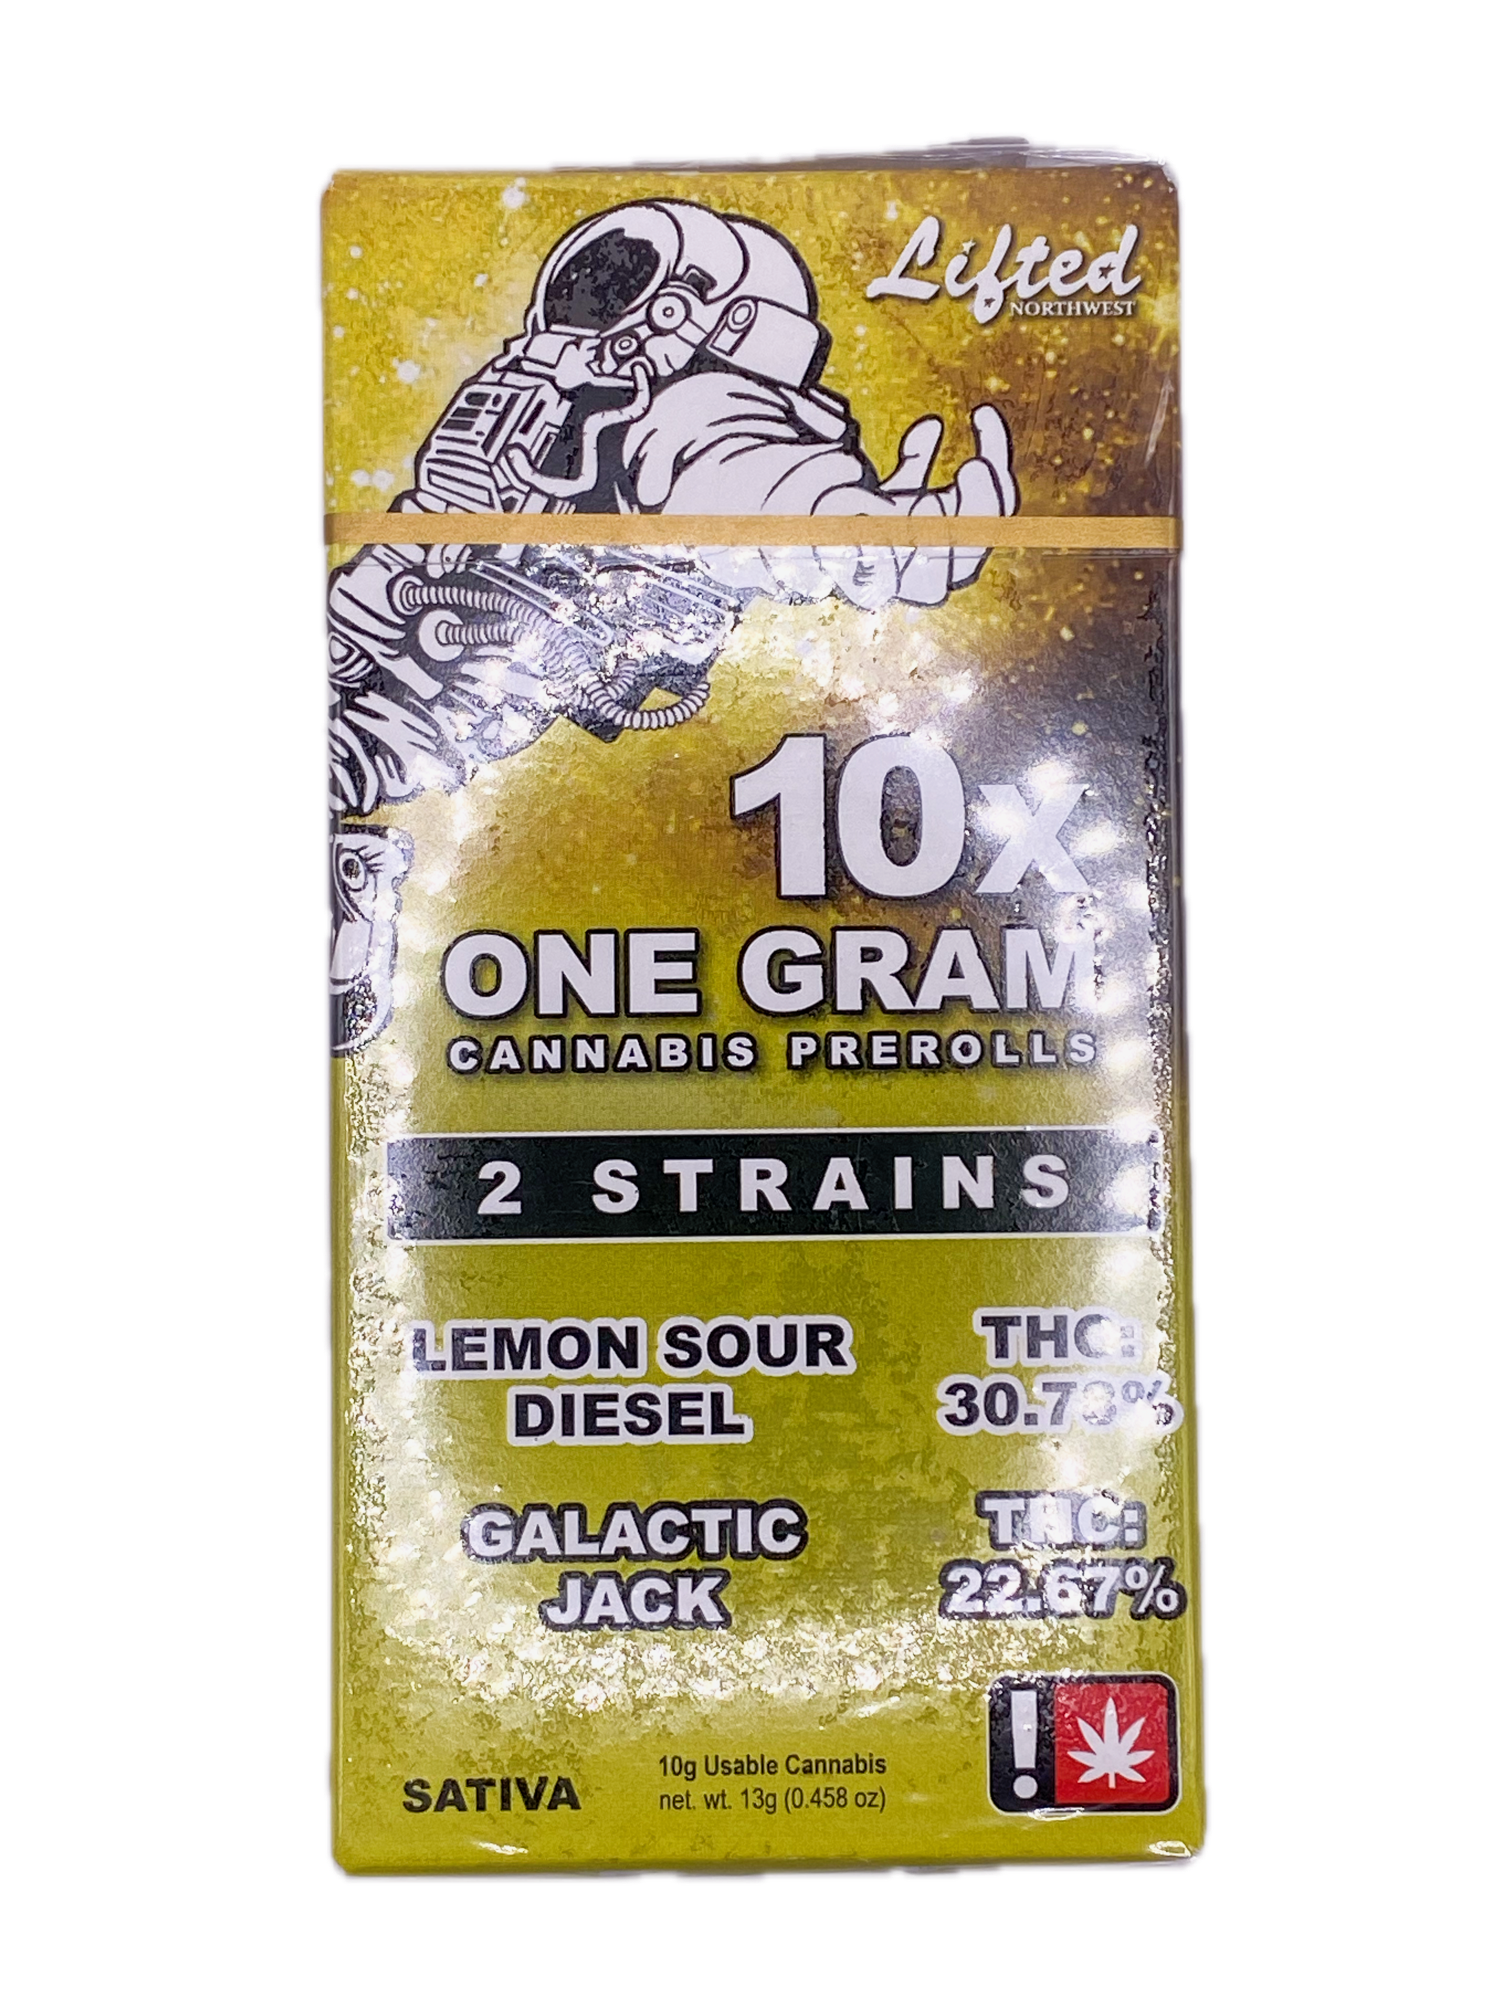 Lifted
NORTHWEST
10x
ONE GRAM
CANNABIS PREROLLS
2 STRAINS
LEMON SOUR
DIESEL
THC:
GALACTIC
JACK
THC:
22.67%
SATIVA
10g Usable Cannabis
net. wt. 13g (0.458 oz)
!